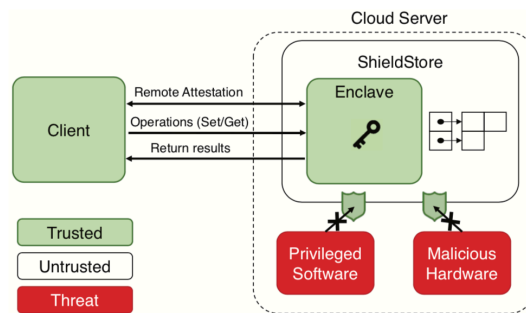 Cloud Server
ShieldStore
Client
Remote Attestation
Operations (Set/Get)
Return results
Enclave
Trusted
Untrusted
Threat
Privileged
Software
Malicious
Hardware